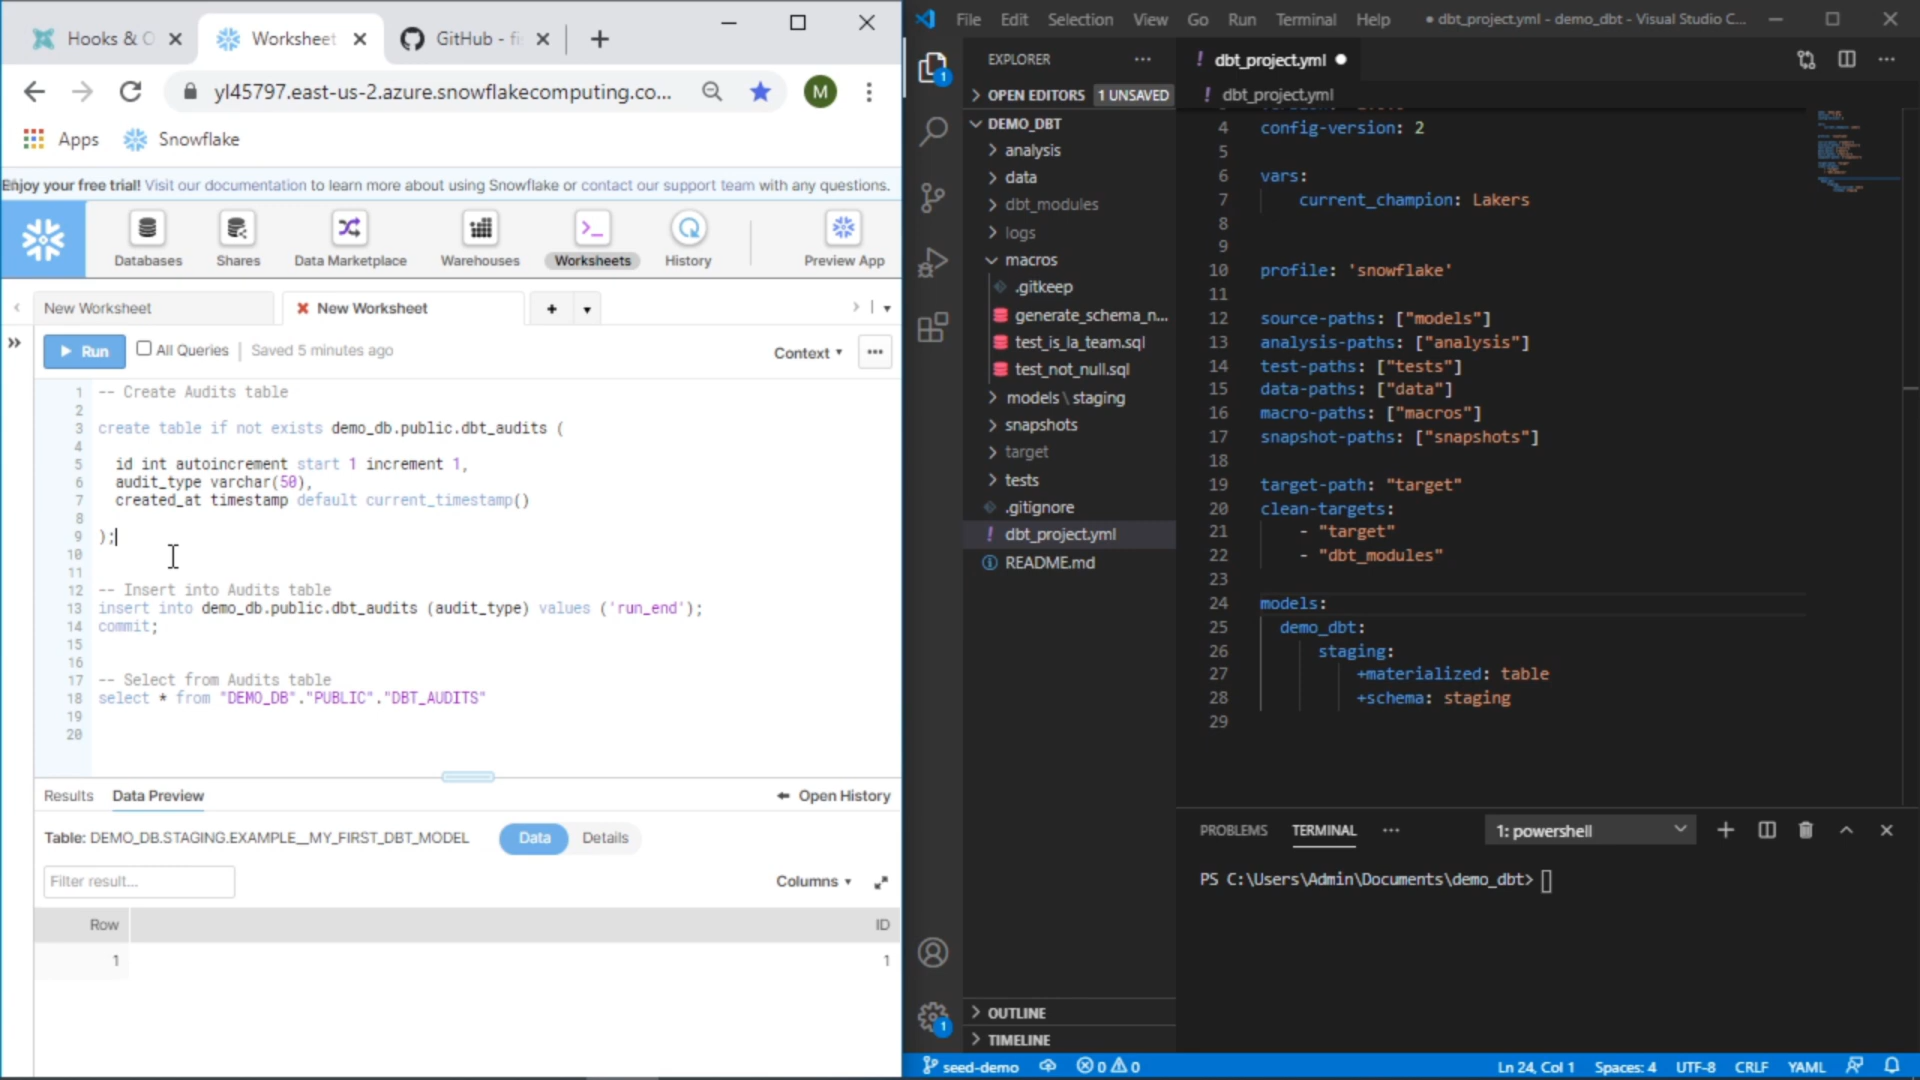 Hooks & O
Worksheet
GitHub - fi
yl45797.east-us-2.azure.snowflakecomputing.co...
M
Apps
Snowflake
Enjoy your free trial! Visit our documentation to learn more about using Snowflake or contact our support team with any questions.
Databases
Shares
Data Marketplace
Warehouses
Worksheets
History
Preview App
New Worksheet
New Worksheet
Run
All Queries
Saved 5 minutes ago
Context
1 -- Create Audits table
2
3 create table if not exists demo_db.public.dbt_audits (
4
5 id int autoincrement start 1 increment 1,
6 audit_type varchar(50),
7 created_at timestamp default current_timestamp()
8
9 );
10
11
12 -- Insert into Audits table
13 insert into demo_db.public.dbt_audits (audit_type) values ('run_end');
14 commit;
15
16
17 -- Select from Audits table
18 select * from "DEMO_DB"."PUBLIC"."DBT_AUDITS"
19
20
Results
Data Preview
Open History
Table: DEMO_DB.STAGING.EXAMPLE__MY_FIRST_DBT_MODEL
Data
Details
Filter result...
Columns
Row ID
1 1
File Edit Selection View Go Run Terminal Help
● dbt_project.yml - demo_dbt - Visual Studio C...
1
1
EXPLORER
OPEN EDITORS 1 UNSAVED
DEMO_DBT
analysis
data
dbt_modules
logs
macros
.gitkeep
generate_schema_n...
test_is_la_team.sql
test_not_null.sql
models \ staging
snapshots
target
tests
.gitignore
! dbt_project.yml
README.md
OUTLINE
TIMELINE
! dbt_project.yml ●
! dbt_project.yml
4 config-version: 2
5
6 vars:
7 current_champion: Lakers
8
9
10 profile: 'snowflake'
11
12 source-paths: ["models"]
13 analysis-paths: ["analysis"]
14 test-paths: ["tests"]
15 data-paths: ["data"]
16 macro-paths: ["macros"]
17 snapshot-paths: ["snapshots"]
18
19 target-path: "target"
20 clean-targets:
21 - "target"
22 - "dbt_modules"
23
24 models:
25 demo_dbt:
26 staging:
27 +materialized: table
28 +schema: staging
29
PROBLEMS
TERMINAL
1: powershell
PS C:\Users\Admin\Documents\demo_dbt>
seed-demo
0
0
Ln 24, Col 1
Spaces: 4
UTF-8
CRLF
YAML